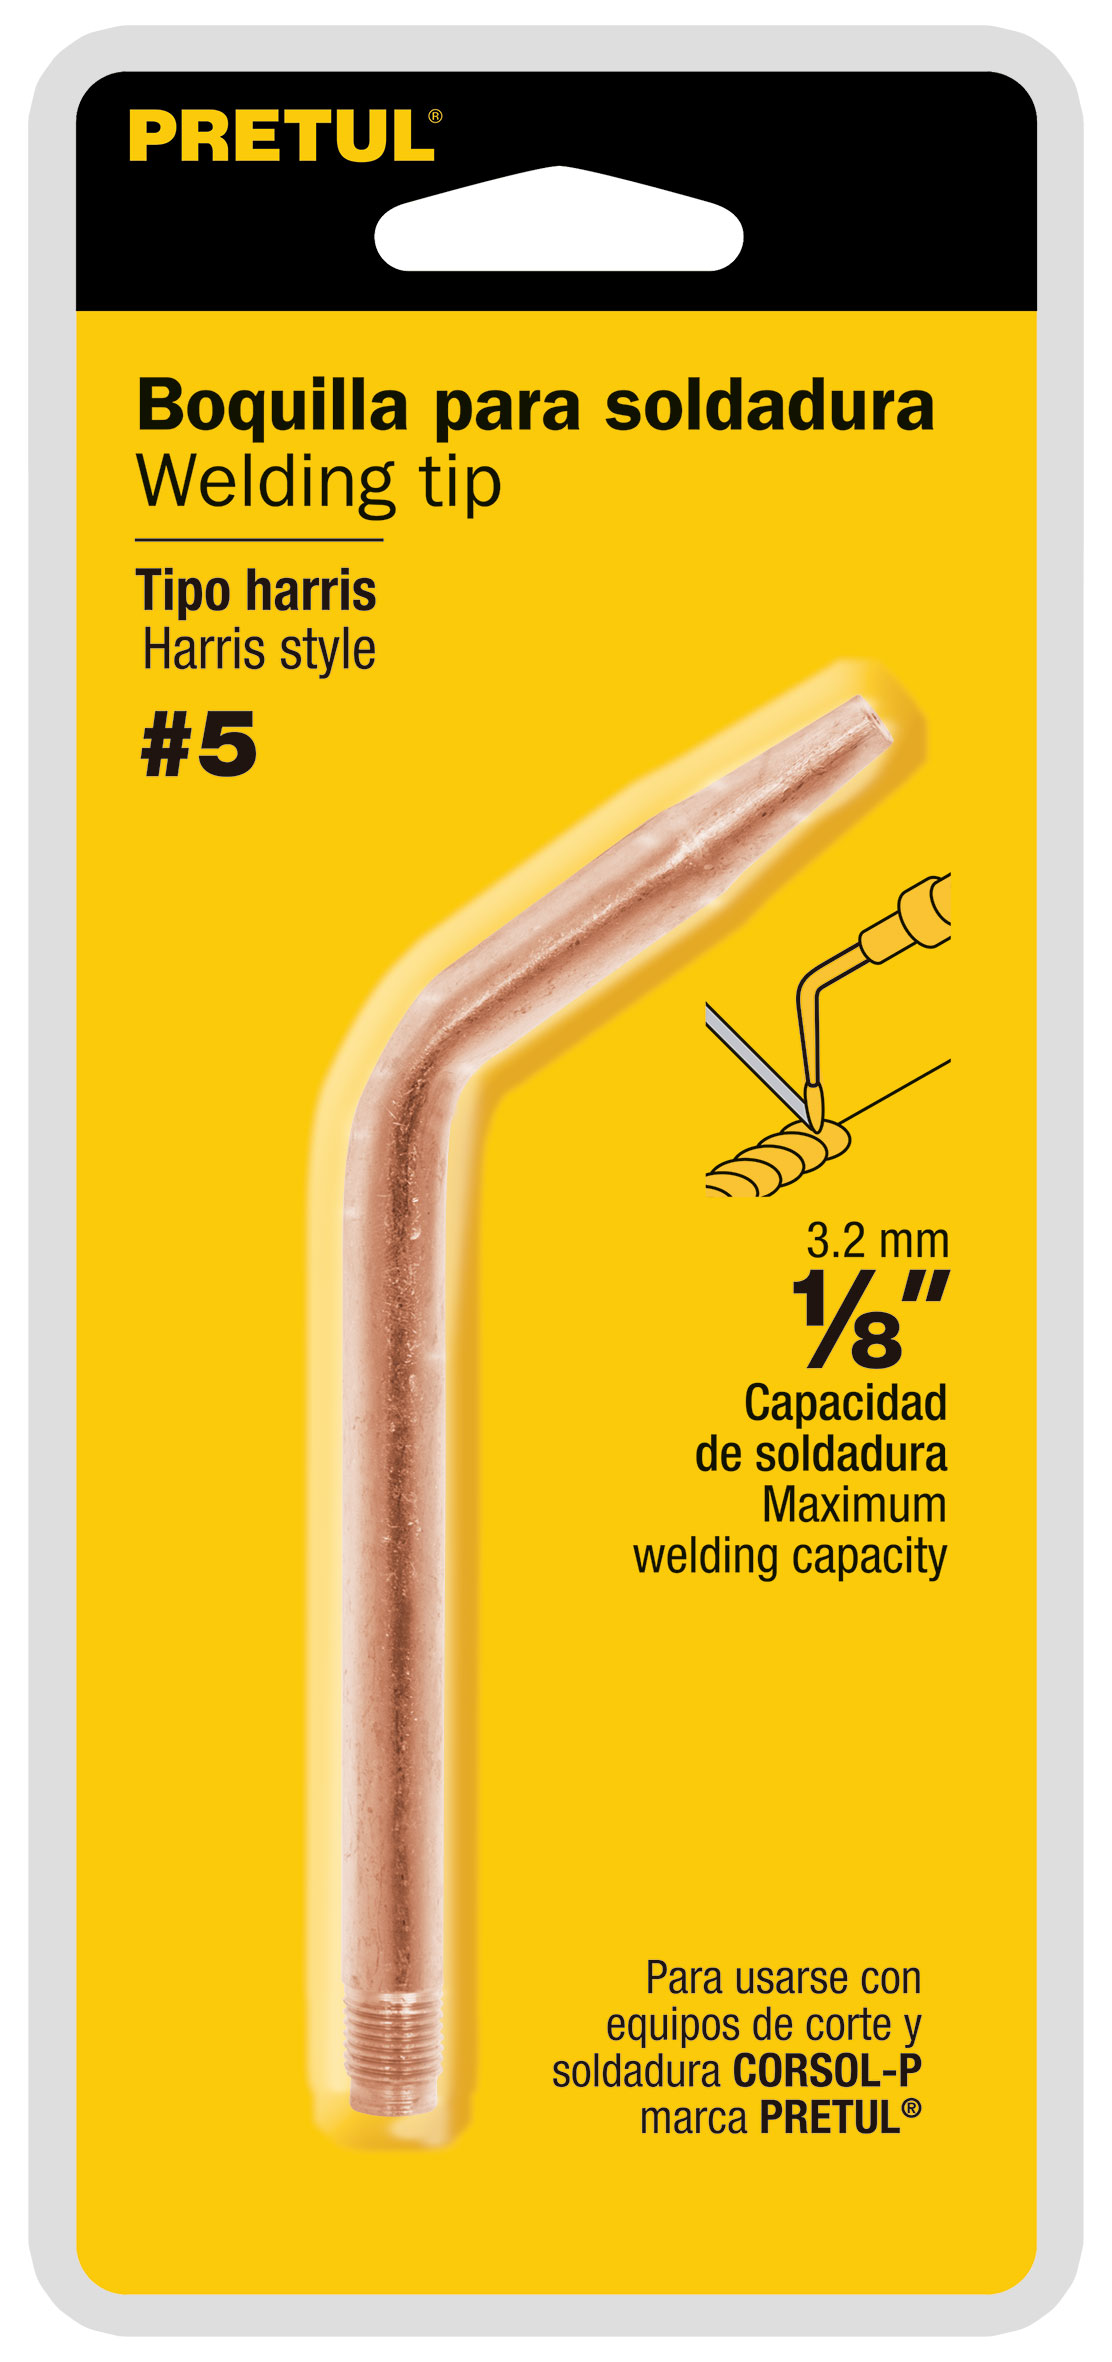 PRETUL®
Boquilla para soldadura
Welding tip
Tipo harris
Harris style
#5
3.2 mm
1/8"
Capacidad
de soldadura
Maximum
welding capacity
Para usarse con
equipos de corte y
soldadura CORSOL-P
marca PRETUL®